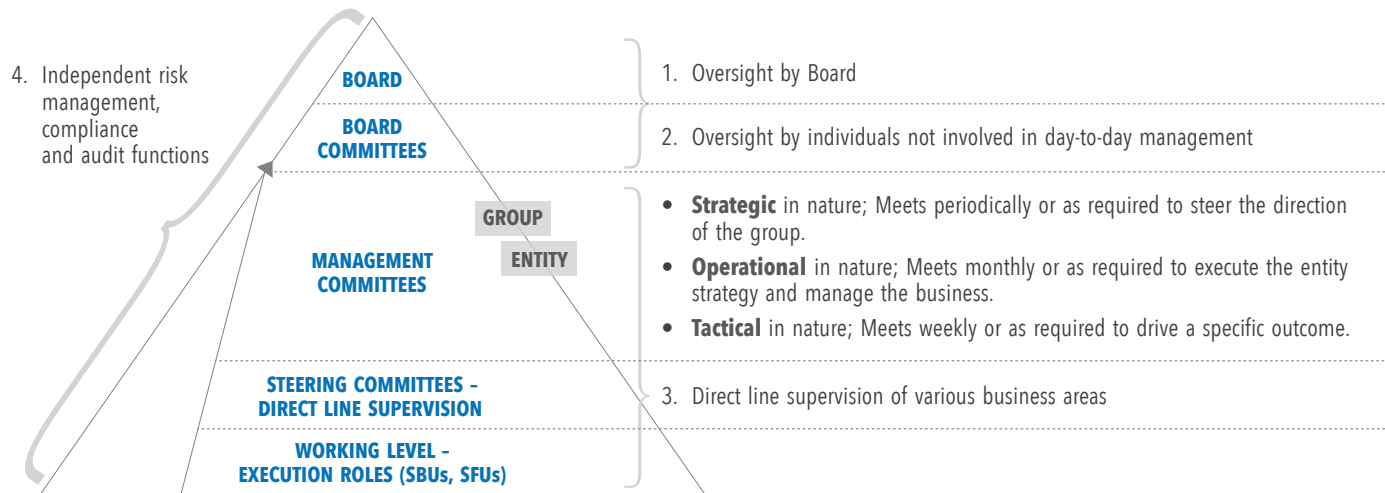 4. Independent risk
management,
compliance
and audit functions
BOARD
1. Oversight by Board
BOARD
COMMITTEES
2. Oversight by individuals not involved in day-to-day management
GROUP
ENTITY
MANAGEMENT
COMMITTEES
• Strategic in nature; Meets periodically or as required to steer the direction
of the group.
• Operational in nature; Meets monthly or as required to execute the entity
strategy and manage the business.
• Tactical in nature; Meets weekly or as required to drive a specific outcome.
STEERING COMMITTEES –
DIRECT LINE SUPERVISION
3. Direct line supervision of various business areas
WORKING LEVEL –
EXECUTION ROLES (SBUs, SFUs)